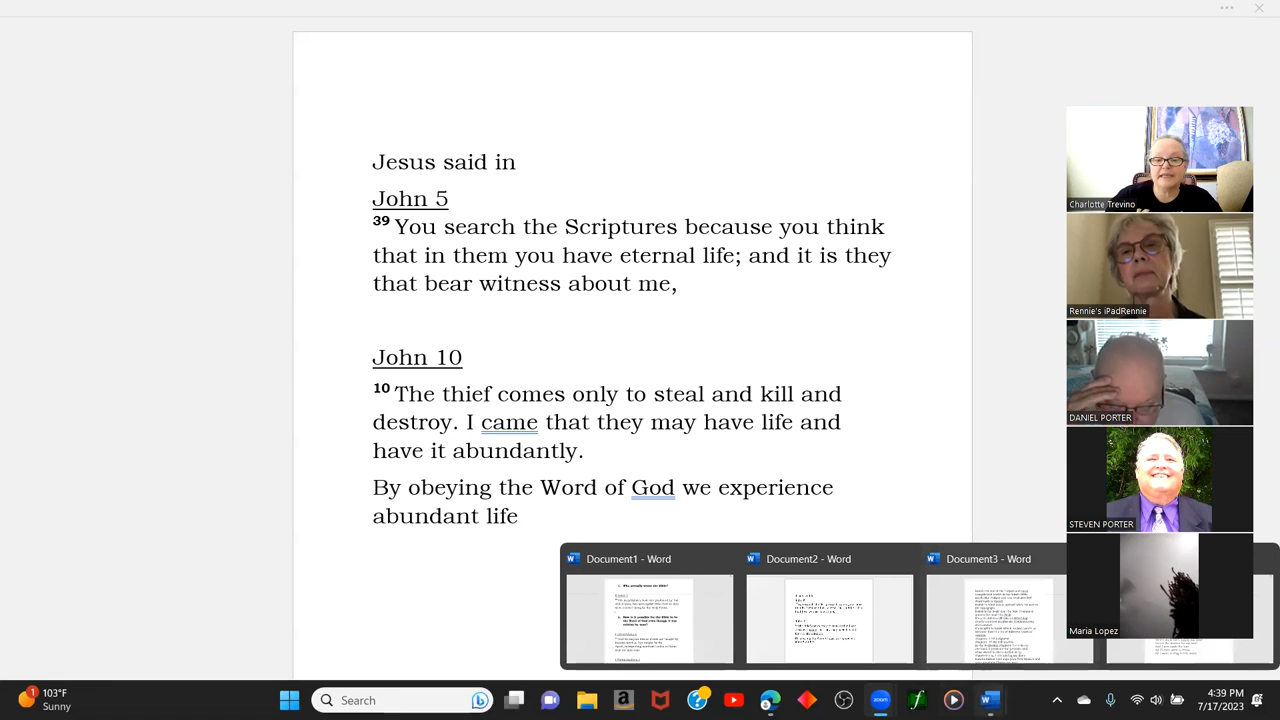 Jesus said in
John 5
39 You search the Scriptures because you think
that in them you have eternal life; and it is they
that bear witness about me,
John 10
10 The thief comes only to steal and kill and
destroy. I came that they may have life and
have it abundantly.
By obeying the Word of God we experience
abundant life
Charlotte Trevino
Rennie's iPadRennie
DANIEL PORTER
STEVEN PORTER
Maria Lopez
Document1 - Word
Document2 - Word
Document3 - Word
1
103°F
Sunny
Search
4:39 PM
7/17/2023